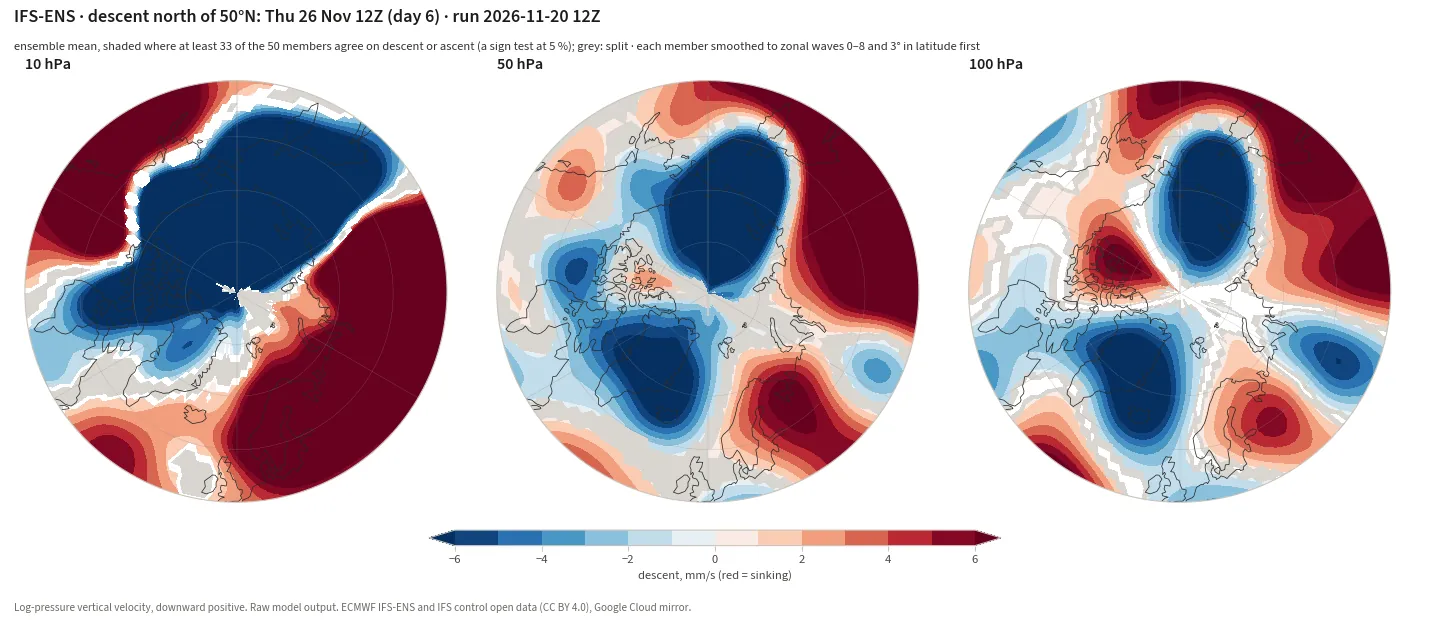 IFS-ENS · descent north of 50°N: Thu 26 Nov 12Z (day 6) · run 2026-11-20 12Z
ensemble mean, shaded where at least 33 of the 50 members agree on descent or ascent (a sign test at 5 %); grey: split · each member smoothed to zonal waves 0–8 and 3° in latitude first
10 hPa
50 hPa
100 hPa
−6
−4
−2
0
2
4
6
descent, mm/s (red = sinking)
Log-pressure vertical velocity, downward positive. Raw model output. ECMWF IFS-ENS and IFS control open data (CC BY 4.0), Google Cloud mirror.